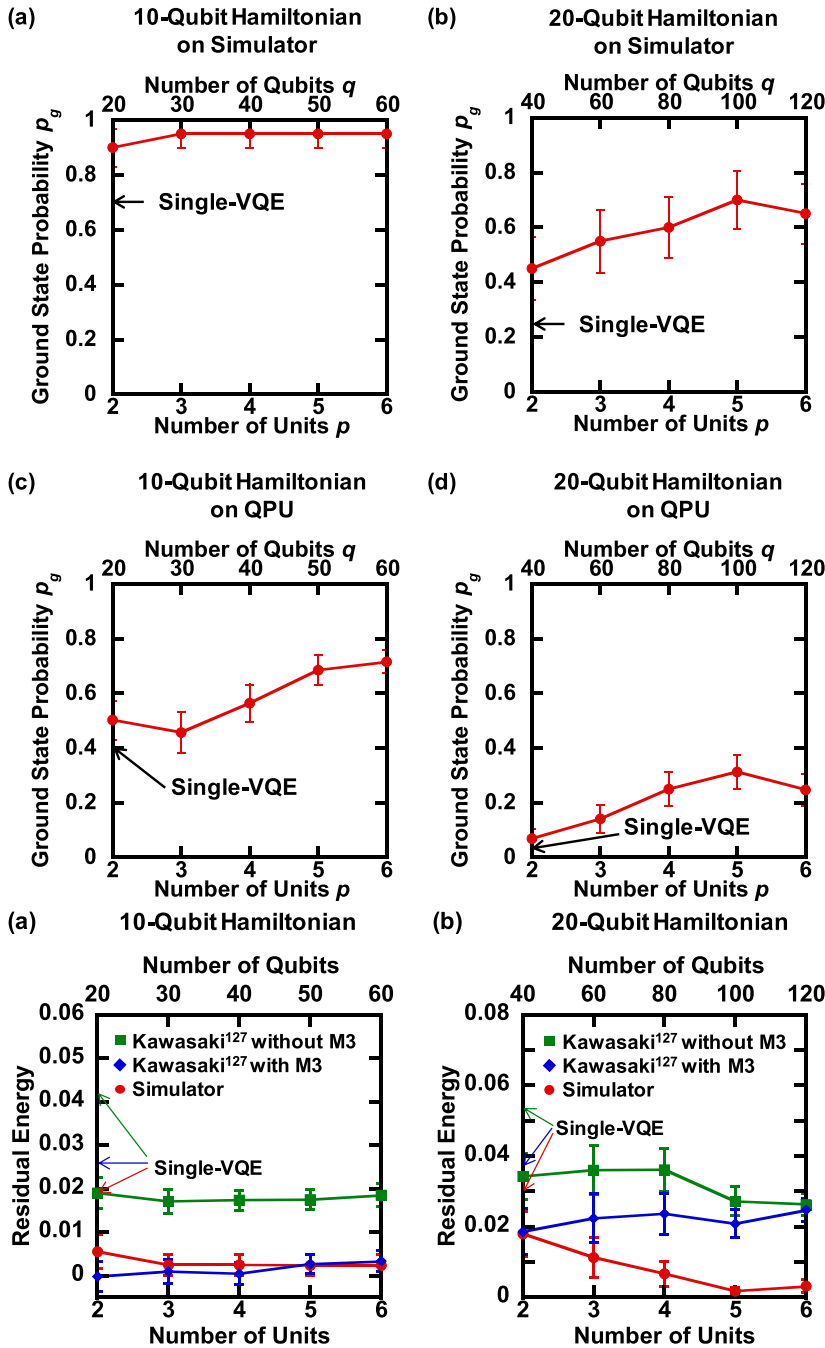 (a)
10-Qubit Hamiltonian
on Simulator
Number of Qubits q
20 30 40 50 60
Ground State Probability p_g
1
0.8
0.6
0.4
0.2
0
Single-VQE
2 3 4 5 6
Number of Units p
(b)
20-Qubit Hamiltonian
on Simulator
Number of Qubits q
40 60 80 100 120
Ground State Probability p_g
1
0.8
0.6
0.4
0.2
0
Single-VQE
2 3 4 5 6
Number of Units p
(c)
10-Qubit Hamiltonian
on QPU
Number of Qubits q
20 30 40 50 60
Ground State Probability p_g
1
0.8
0.6
0.4
0.2
0
Single-VQE
2 3 4 5 6
Number of Units p
(d)
20-Qubit Hamiltonian
on QPU
Number of Qubits q
40 60 80 100 120
Ground State Probability p_g
1
0.8
0.6
0.4
0.2
0
Single-VQE
2 3 4 5 6
Number of Units p
(a)
10-Qubit Hamiltonian
Number of Qubits
20 30 40 50 60
Residual Energy
0.06
0.05
0.04
0.03
0.02
0.01
0
Kawasaki¹²⁷ without M3
Kawasaki¹²⁷ with M3
Simulator
Single-VQE
2 3 4 5 6
Number of Units
(b)
20-Qubit Hamiltonian
Number of Qubits
40 60 80 100 120
Residual Energy
0.08
0.06
0.04
0.02
0
Kawasaki¹²⁷ without M3
Kawasaki¹²⁷ with M3
Simulator
Single-VQE
2 3 4 5 6
Number of Units